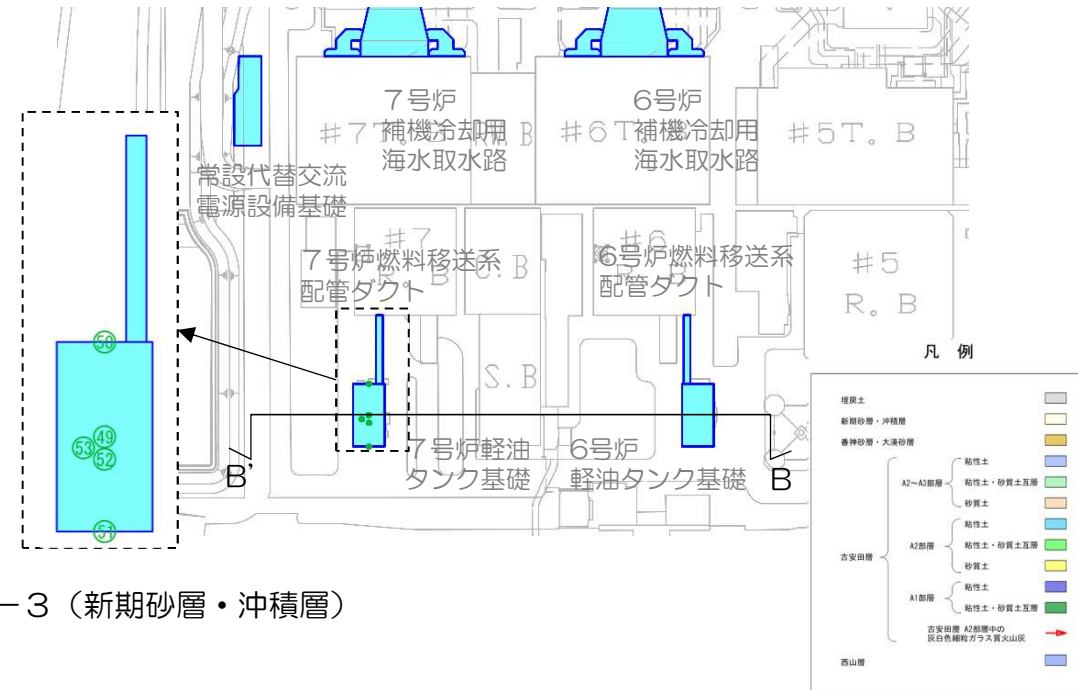 7号炉
補機冷却用
海水取水路
6号炉
補機冷却用
海水取水路
#6T.
#5T. B
常設代替交流
電源設備基礎
#7
7号炉燃料移送系
配管ダクト
C. B
#6
6号炉燃料移送系
配管ダクト
#5
R. B
S. B
50
49
53
52
51
7号炉軽油
タンク基礎
6号炉
軽油タンク基礎
B'
B
-3(新期砂層・沖積層)
凡 例
埋戻土
新期砂層・沖積層
番神砂層・大湊砂層
古安田層
A2~A3部層
粘性土
粘性土・砂質土互層
砂質土
A2部層
粘性土
粘性土・砂質土互層
砂質土
A1部層
粘性土
粘性土・砂質土互層
古安田層 A2部層中の
灰白色細粒ガラス質火山灰
西山層